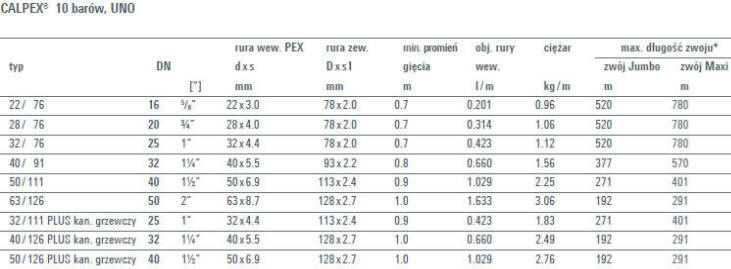 CALPEX® 10 barów, UNO
rura wew. PEX rura zew. min. promień obj. rury ciężar max. długość zwoju*
typ DN d x s D x s1 gięcia wew. zwój Jumbo zwój Maxi
["] mm mm m l / m kg / m m m
22 / 76 16 5/8" 22 x 3.0 78 x 2.0 0.7 0.201 0.96 520 780
28 / 76 20 ¾" 28 x 4.0 78 x 2.0 0.7 0.314 1.06 520 780
32 / 76 25 1" 32 x 4.4 78 x 2.0 0.7 0.423 1.12 520 780
40 / 91 32 1¼" 40 x 5.5 93 x 2.2 0.8 0.660 1.56 377 570
50 / 111 40 1½" 50 x 6.9 113 x 2.4 0.9 1.029 2.25 271 401
63 / 126 50 2" 63 x 8.7 128 x 2.7 1.0 1.633 3.06 192 291
32 / 111 PLUS kan. grzewczy 25 1" 32 x 4.4 113 x 2.4 0.9 0.423 1.83 271 401
40 / 126 PLUS kan. grzewczy 32 1¼" 40 x 5.5 128 x 2.7 1.0 0.660 2.49 192 291
50 / 126 PLUS kan. grzewczy 40 1½" 50 x 6.9 128 x 2.7 1.0 1.029 2.76 192 291